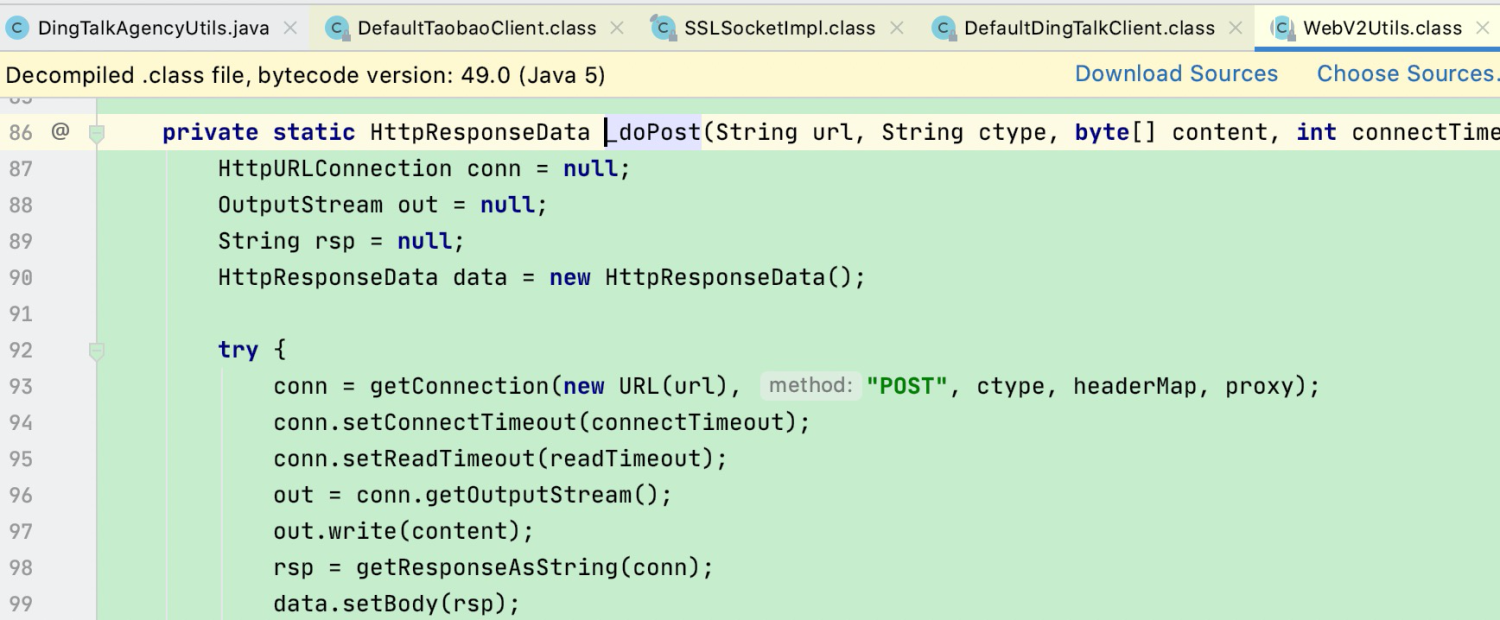 DingTalkAgencyUtils.java DefaultTaobaoClient.class SSLSocketImpl.class DefaultDingTalkClient.class WebV2Utils.class
Decompiled .class file, bytecode version: 49.0 (Java 5) Download Sources Choose Sources.
86 @ private static HttpResponseData _doPost(String url, String ctype, byte[] content, int connectTime
87 HttpURLConnection conn = null;
88 OutputStream out = null;
89 String rsp = null;
90 HttpResponseData data = new HttpResponseData();
91
92 try {
93 conn = getConnection(new URL(url), method: "POST", ctype, headerMap, proxy);
94 conn.setConnectTimeout(connectTimeout);
95 conn.setReadTimeout(readTimeout);
96 out = conn.getOutputStream();
97 out.write(content);
98 rsp = getResponseAsString(conn);
99 data.setBody(rsp);